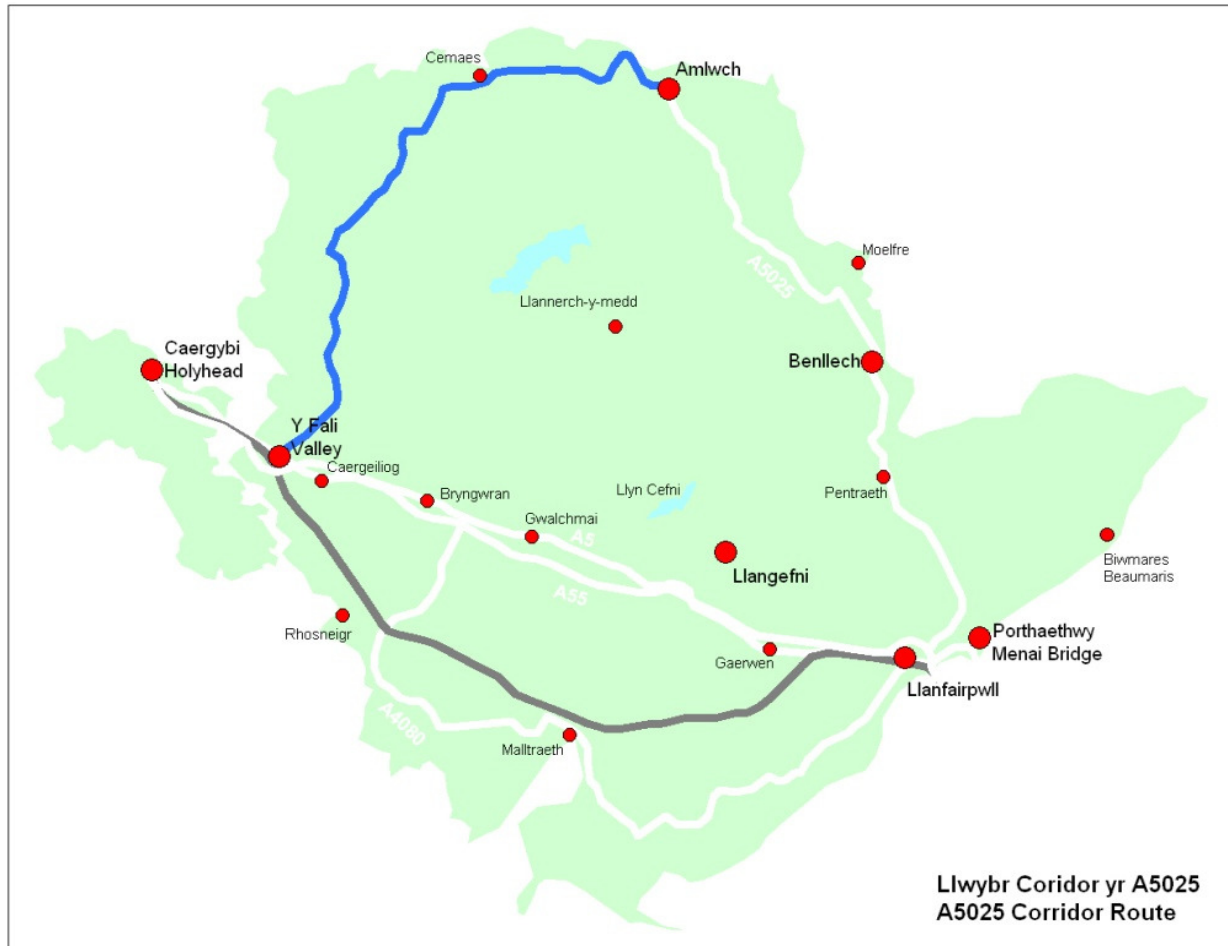 Cemaes
Amlwch
Moelfre
A5025
Llannerch-y-medd
Caergybi
Holyhead
Benllech
Y Fali
Valley
Caergeiliog
Bryngwran
Llyn Cefni
Pentraeth
Gwalchmai
A5
Llangefni
Biwmares
Beaumaris
A55
Rhosneigr
Porthaethwy
Menai Bridge
Gaerwen
Llanfairpwll
A4080
Malltraeth
Llwybr Coridor yr A5025
A5025 Corridor Route